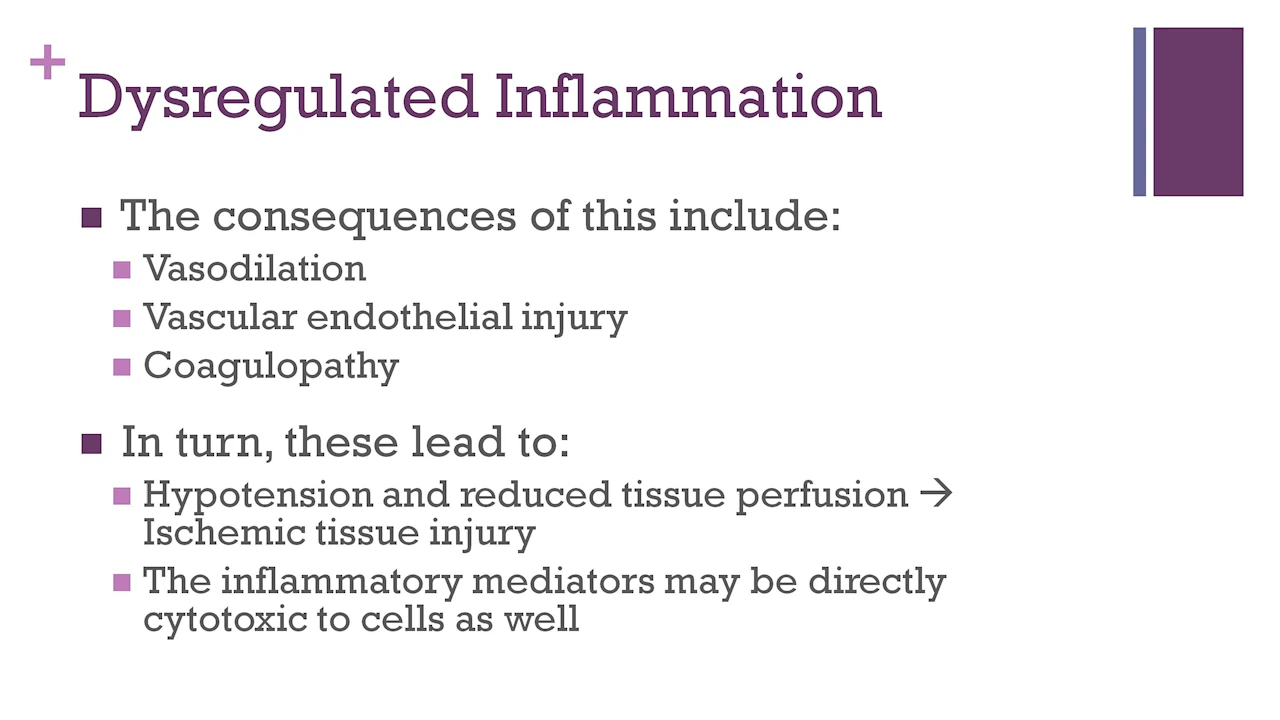 +
Dysregulated Inflammation
The consequences of this include:
Vasodilation
Vascular endothelial injury
Coagulopathy
In turn, these lead to:
Hypotension and reduced tissue perfusion →
Ischemic tissue injury
The inflammatory mediators may be directly
cytotoxic to cells as well